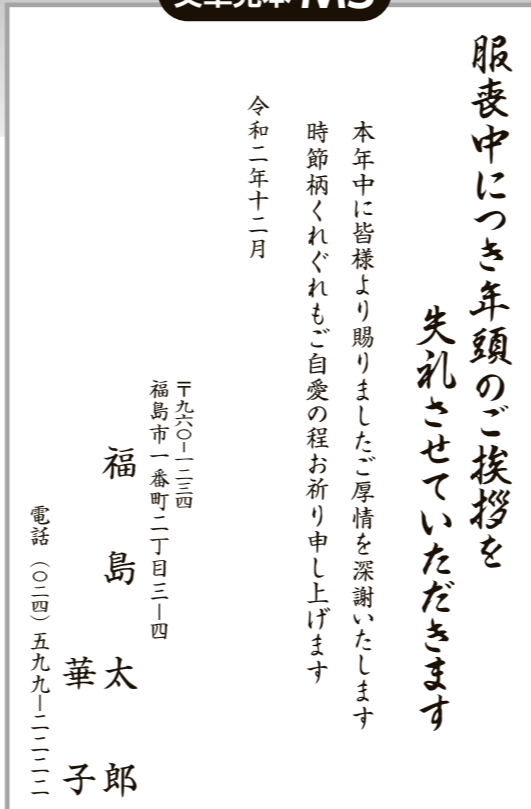 文章見本 M5
服喪中につき年頭のご挨拶を
失礼させていただきます
本年中に皆様より賜りましたご厚情を深謝いたします
時節柄くれぐれもご自愛の程お祈り申し上げます
令和二年十二月
〒九六〇ー一二三四
福島市一番町二丁目三ー四
福島太郎
華子
電話（〇二四）五九九ー二二二二